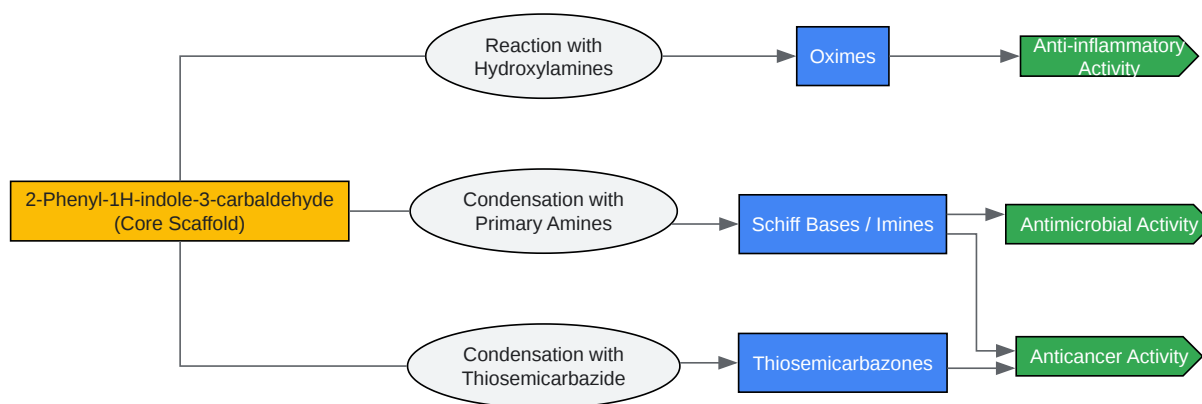 Reaction with
Hydroxylamines
Oximes
Anti-inflammatory
Activity
2-Phenyl-1H-indole-3-carbaldehyde
(Core Scaffold)
Condensation with
Primary Amines
Schiff Bases / Imines
Antimicrobial Activity
Condensation with
Thiosemicarbazide
Thiosemicarbazones
Anticancer Activity